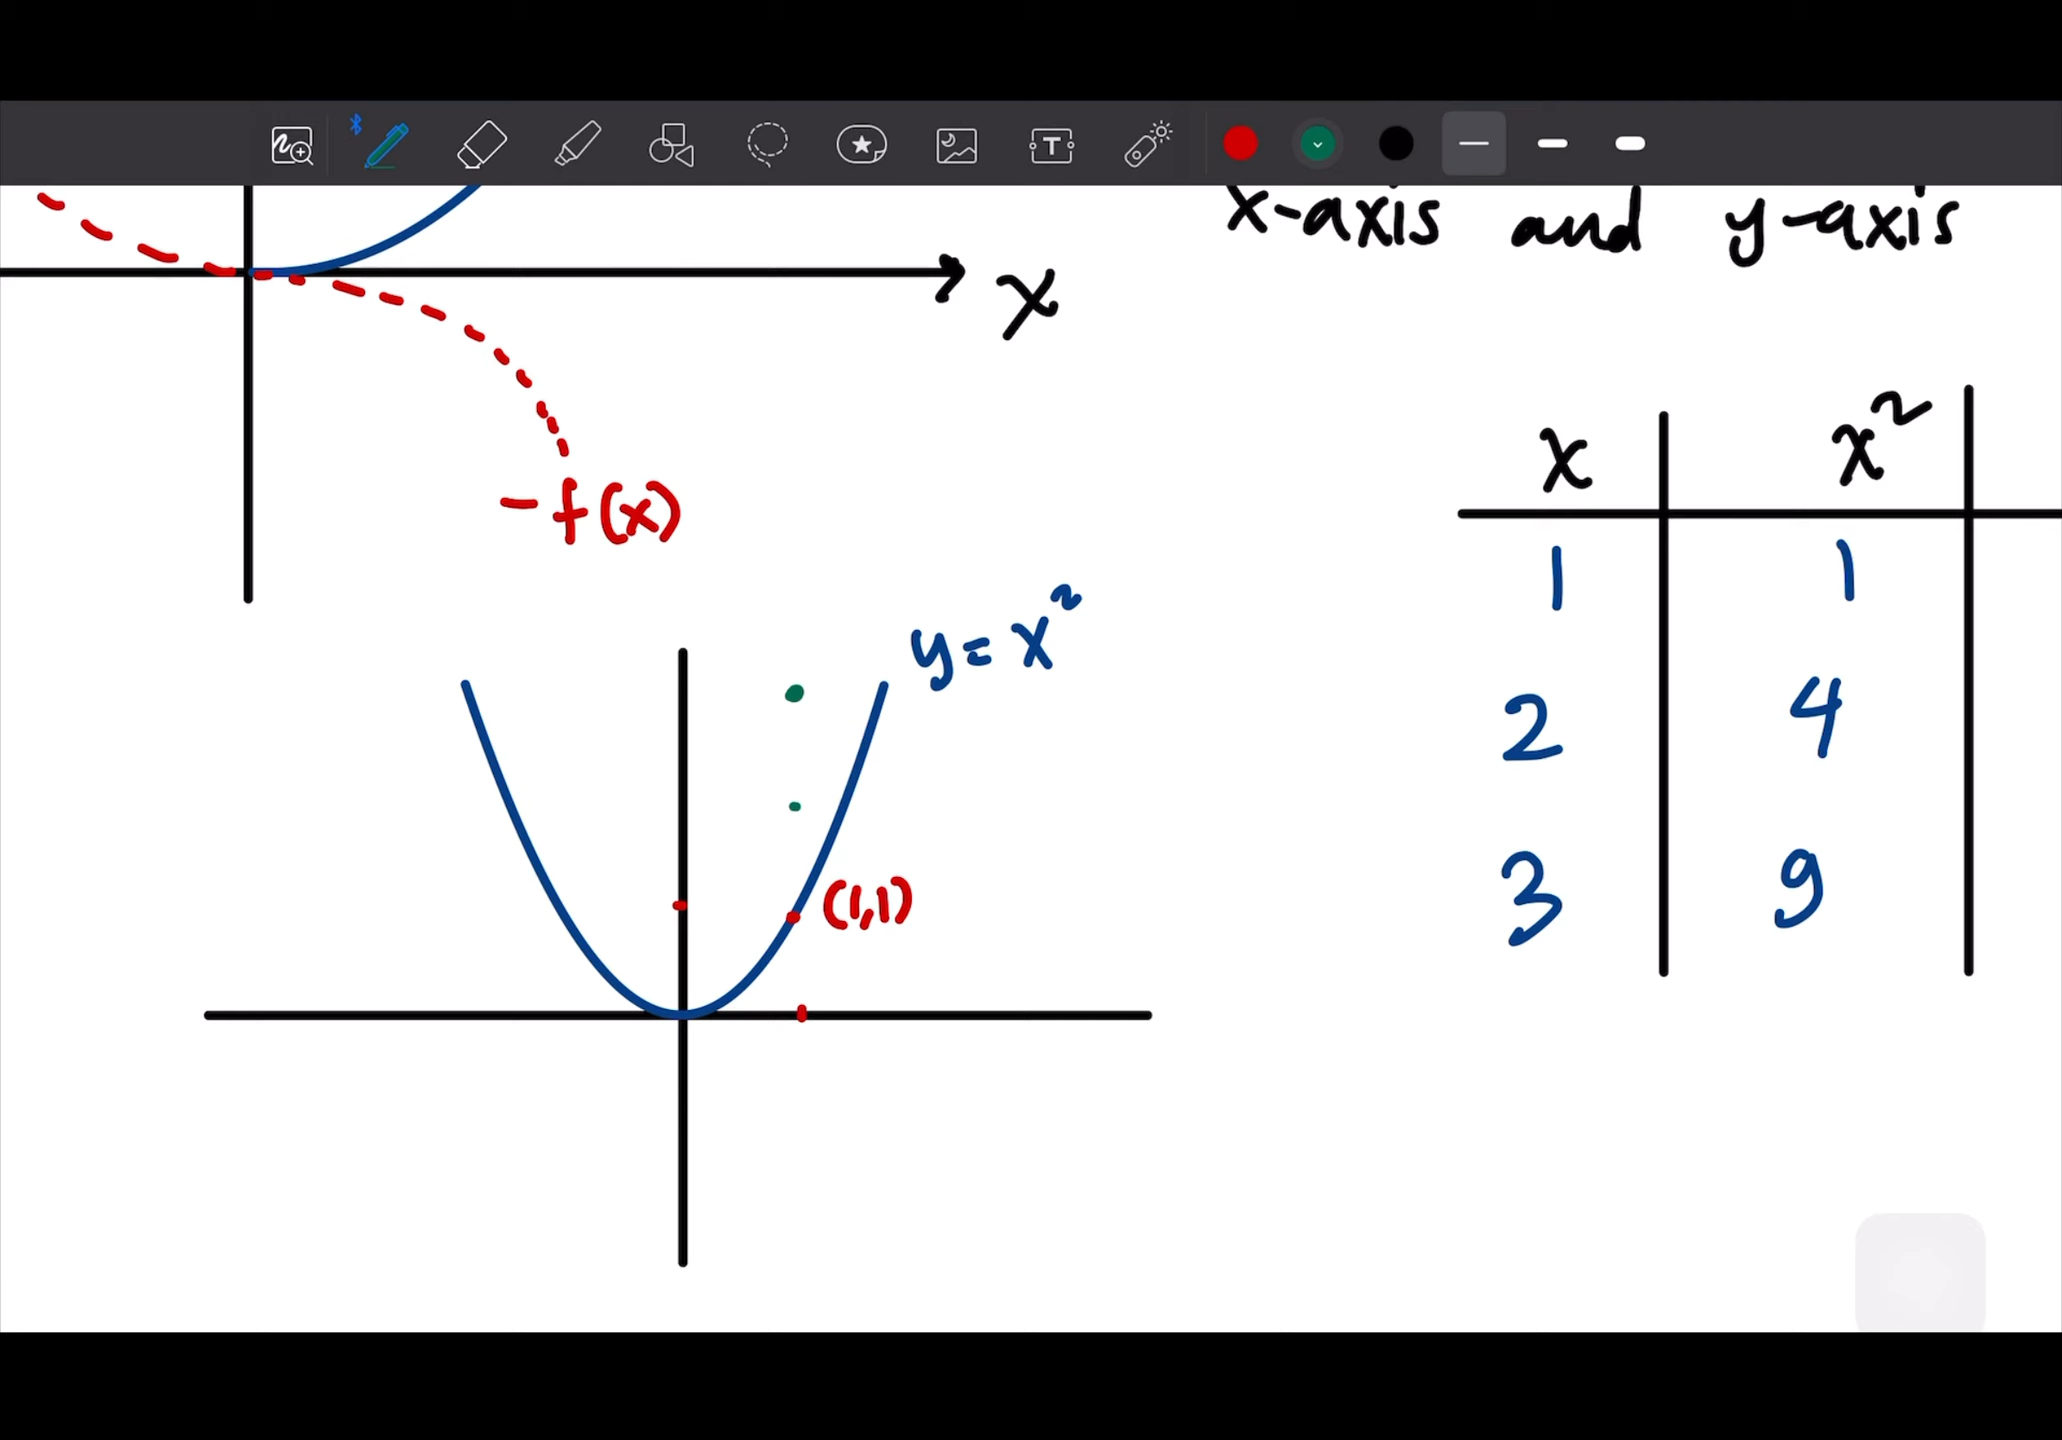 x-axis and y-axis
x
-f(x)
y = x²
(1,1)
x x²
1 1
2 4
3 9